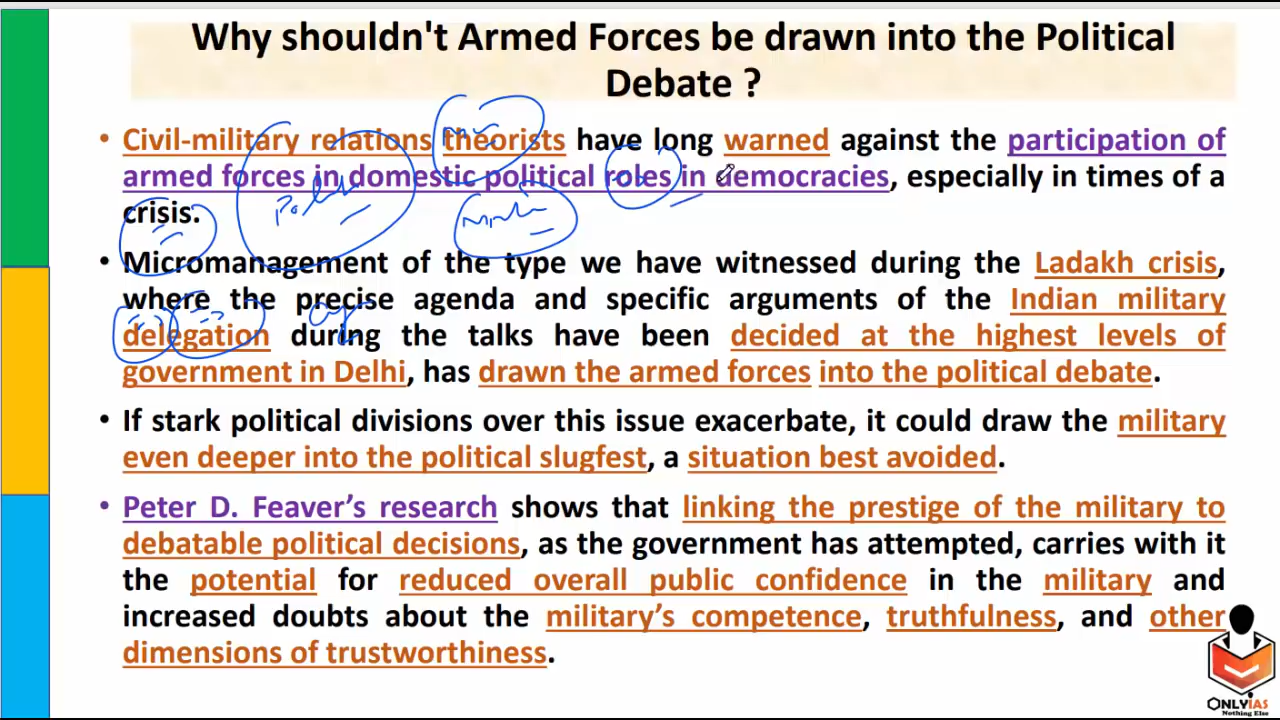 Why shouldn't Armed Forces be drawn into the Political
Debate ?
• Civil-military relations theorists have long warned against the participation of
armed forces in domestic political roles in democracies, especially in times of a
crisis.
• Micromanagement of the type we have witnessed during the Ladakh crisis,
where the precise agenda and specific arguments of the Indian military
delegation during the talks have been decided at the highest levels of
government in Delhi, has drawn the armed forces into the political debate.
• If stark political divisions over this issue exacerbate, it could draw the military
even deeper into the political slugfest, a situation best avoided.
• Peter D. Feaver’s research shows that linking the prestige of the military to
debatable political decisions, as the government has attempted, carries with it
the potential for reduced overall public confidence in the military and
increased doubts about the military’s competence, truthfulness, and other
dimensions of trustworthiness.
ONLYIAS
Nothing Else